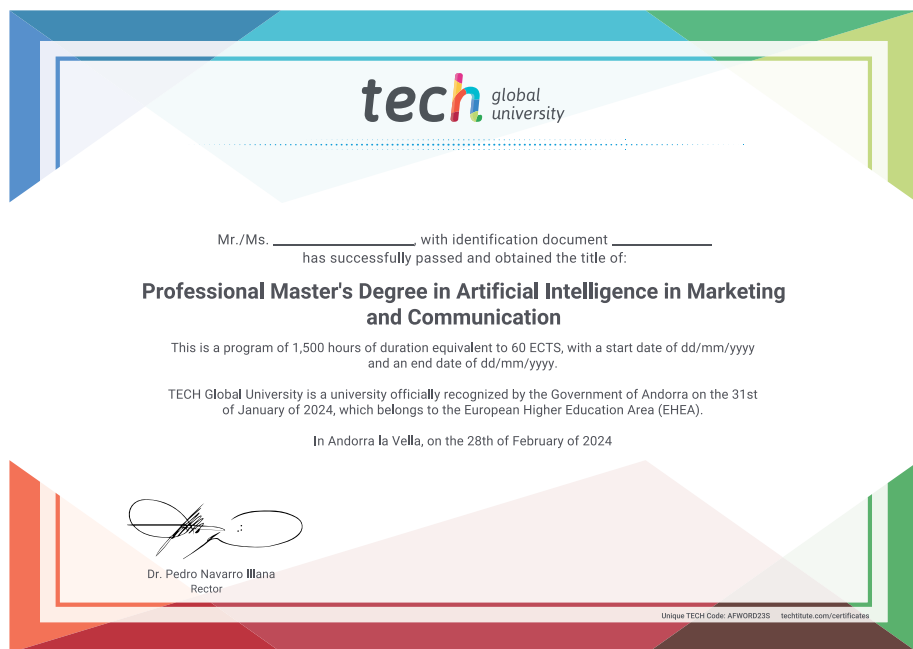 tech global
university
Mr./Ms. ____________, with identification document ____________
has successfully passed and obtained the title of:
Professional Master's Degree in Artificial Intelligence in Marketing
and Communication
This is a program of 1,500 hours of duration equivalent to 60 ECTS, with a start date of dd/mm/yyyy
and an end date of dd/mm/yyyy.
TECH Global University is a university officially recognized by the Government of Andorra on the 31st
of January of 2024, which belongs to the European Higher Education Area (EHEA).
In Andorra la Vella, on the 28th of February of 2024
Dr. Pedro Navarro Illana
Rector
Unique TECH Code: AFWORD23S techtitute.com/certificates